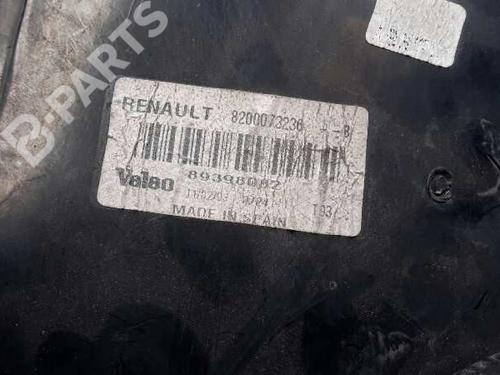 B-PARTS
RENAULT 8200073236 --B
89398082
Valeo
MADE IN SPAIN